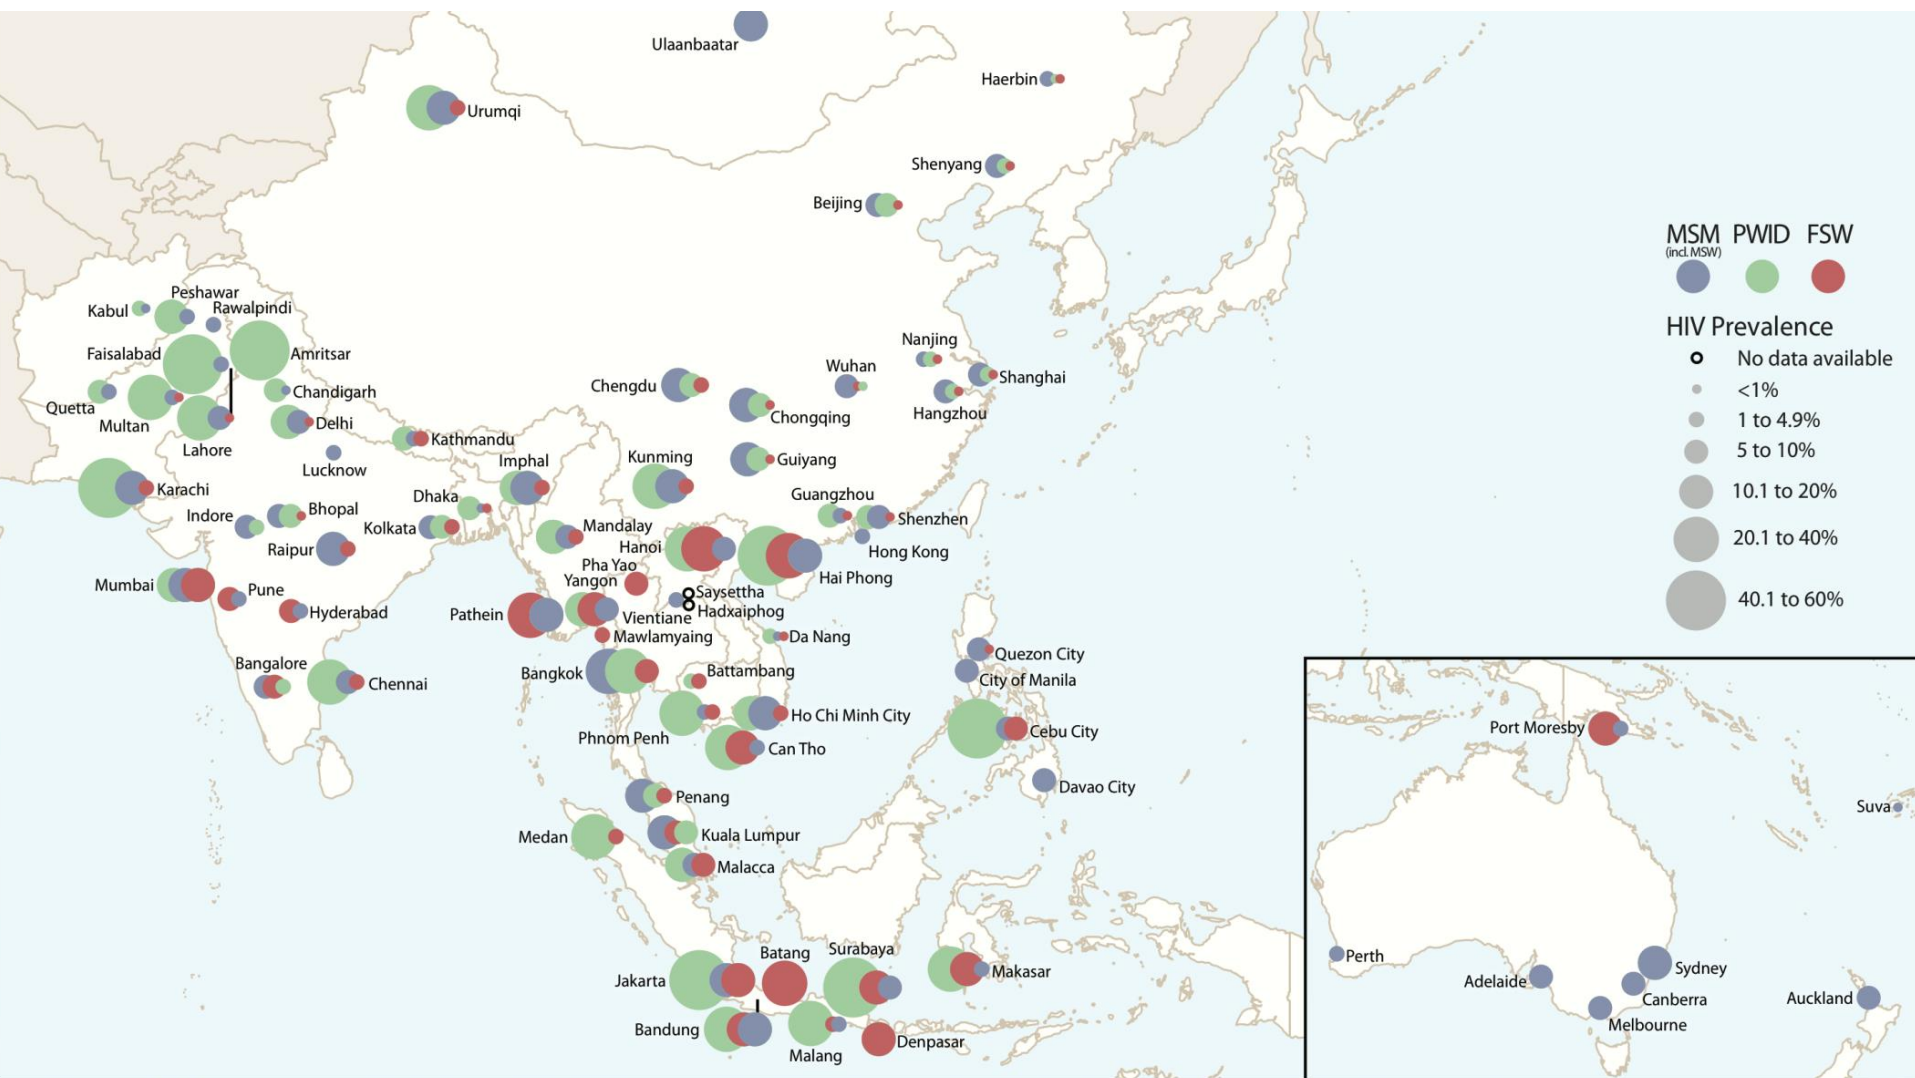 Ulaanbaatar
Haerbin
Urumqi
Shenyang
Beijing
MSM PWID FSW
(incl. MSW)
Peshawar
Kabul
Rawalpindi
HIV Prevalence
Nanjing
Faisalabad
Amritsar
No data available
Wuhan
Chengdu
Shanghai
Chandigarh
<1%
Quetta
Hangzhou
Multan
Chongqing
1 to 4.9%
Delhi
Kathmandu
Lahore
5 to 10%
Imphal
Kunming
Guiyang
Lucknow
Karachi
Dhaka
Guangzhou
10.1 to 20%
Indore
Bhopal
Kolkata
Mandalay
Shenzhen
Raipur
Hanoi
Hong Kong
20.1 to 40%
Pha Yao
Yangon
Hai Phong
Mumbai
Pune
Saysettha
Hadxaiphog
40.1 to 60%
Hyderabad
Pathein
Vientiane
Mawlamyaing
Da Nang
Quezon City
Bangalore
Bangkok
Battambang
City of Manila
Chennai
Ho Chi Minh City
Port Moresby
Phnom Penh
Can Tho
Cebu City
Davao City
Penang
Suva
Medan
Kuala Lumpur
Malacca
Batang
Surabaya
Perth
Jakarta
Makasar
Adelaide
Sydney
Canberra
Auckland
Bandung
Melbourne
Malang
Denpasar